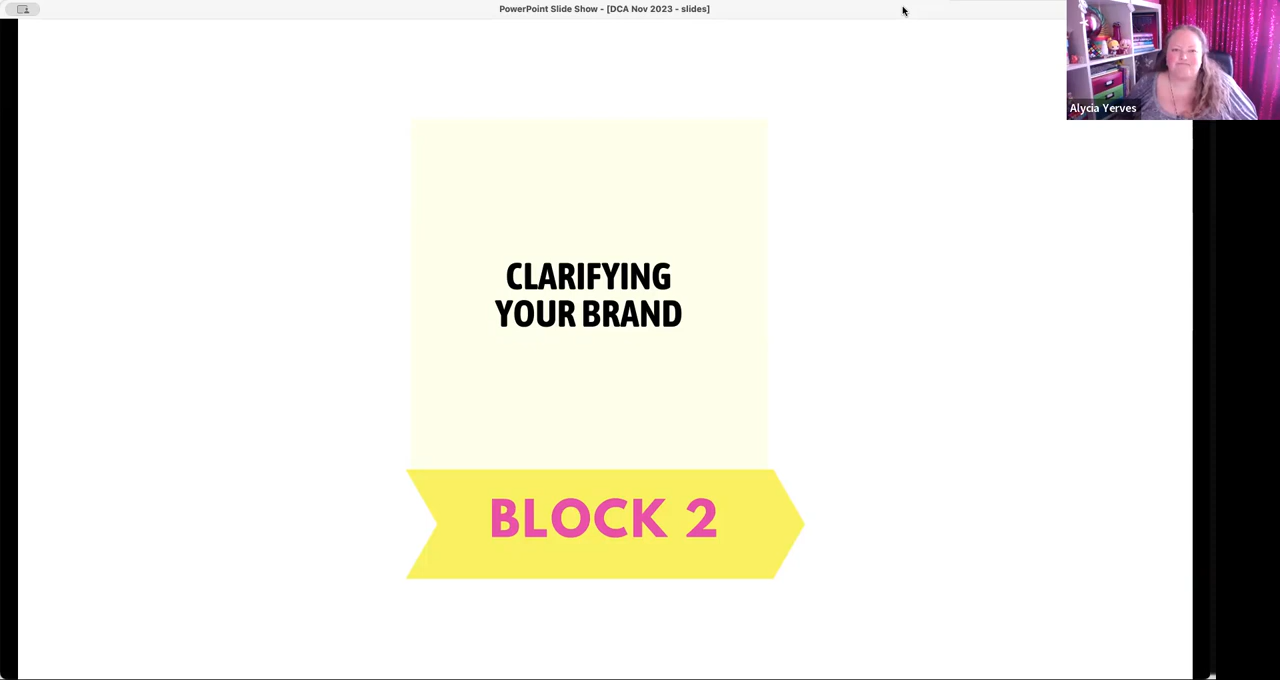 PowerPoint Slide Show - [DCA Nov 2023 - slides]
Alycia Yerves
CLARIFYING
YOUR BRAND
BLOCK 2